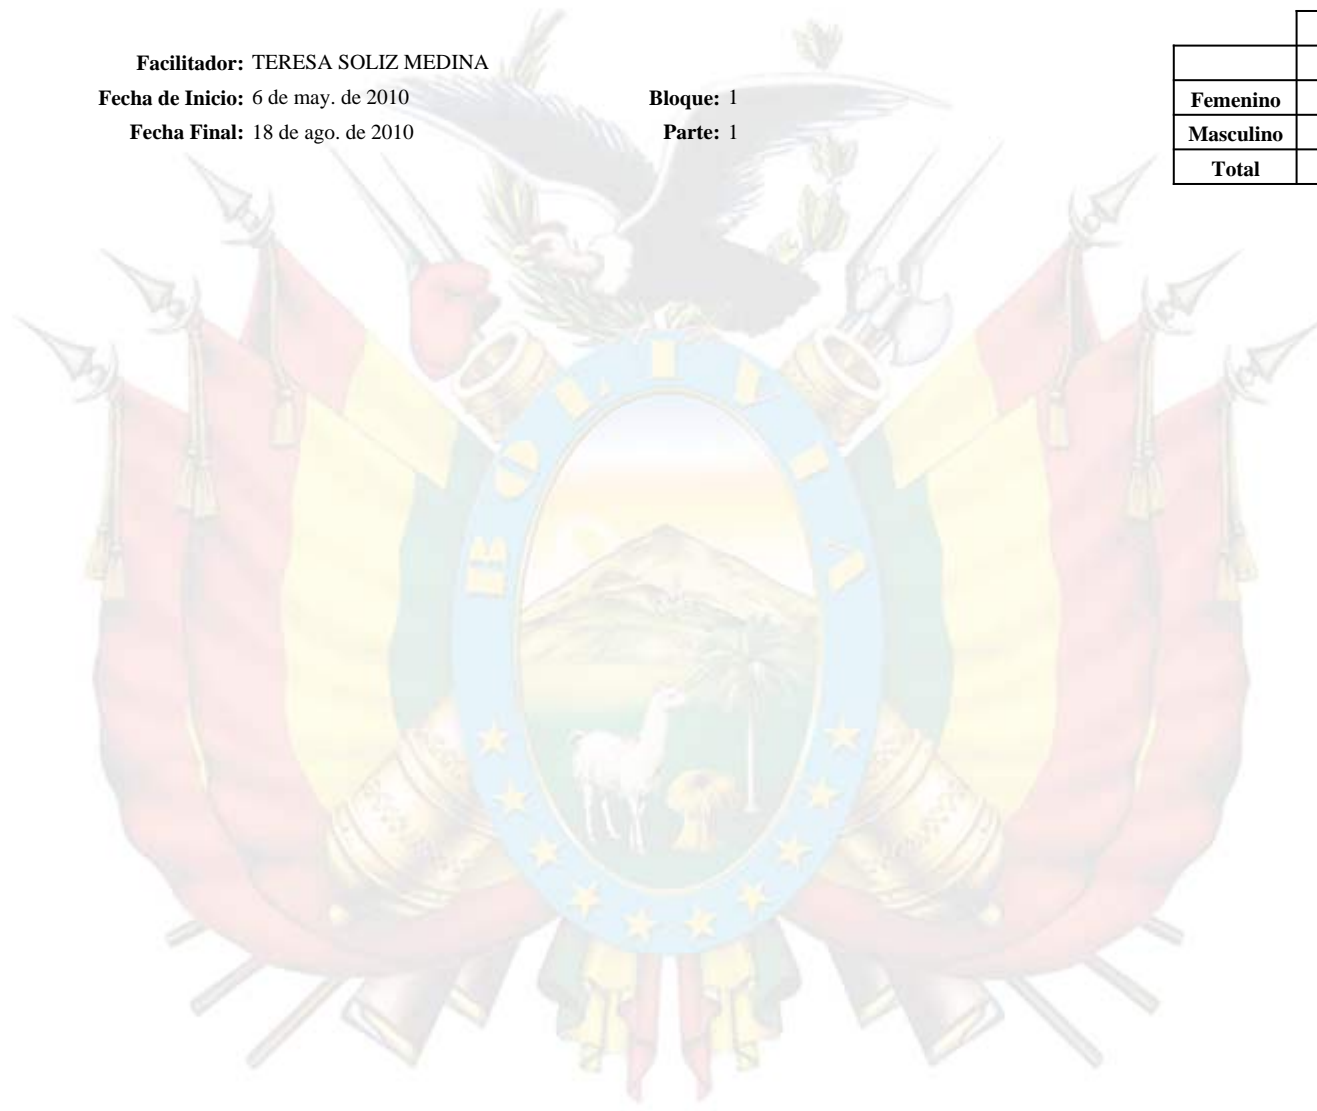 Facilitador: TERESA SOLIZ MEDINA
Fecha de Inicio: 6 de may. de 2010 Bloque: 1
Fecha Final: 18 de ago. de 2010 Parte: 1
Femenino
Masculino
Total
BOLIVIA